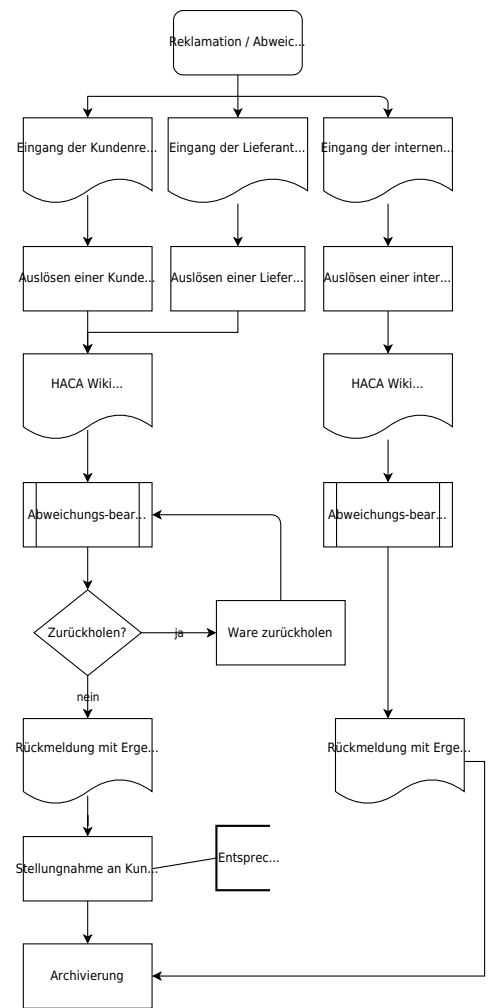 Reklamation / Abweic...
Eingang der Kundenre...
Eingang der Lieferant...
Eingang der internen...
Auslösen einer Kunde...
Auslösen einer Liefer...
Auslösen einer inter...
HACA Wiki...
HACA Wiki...
Abweichungs-bear...
Abweichungs-bear...
Zurückholen?
ja
Ware zurückholen
nein
Rückmeldung mit Erge...
Rückmeldung mit Erge...
Stellungnahme an Kun...
Entsprec...
Archivierung